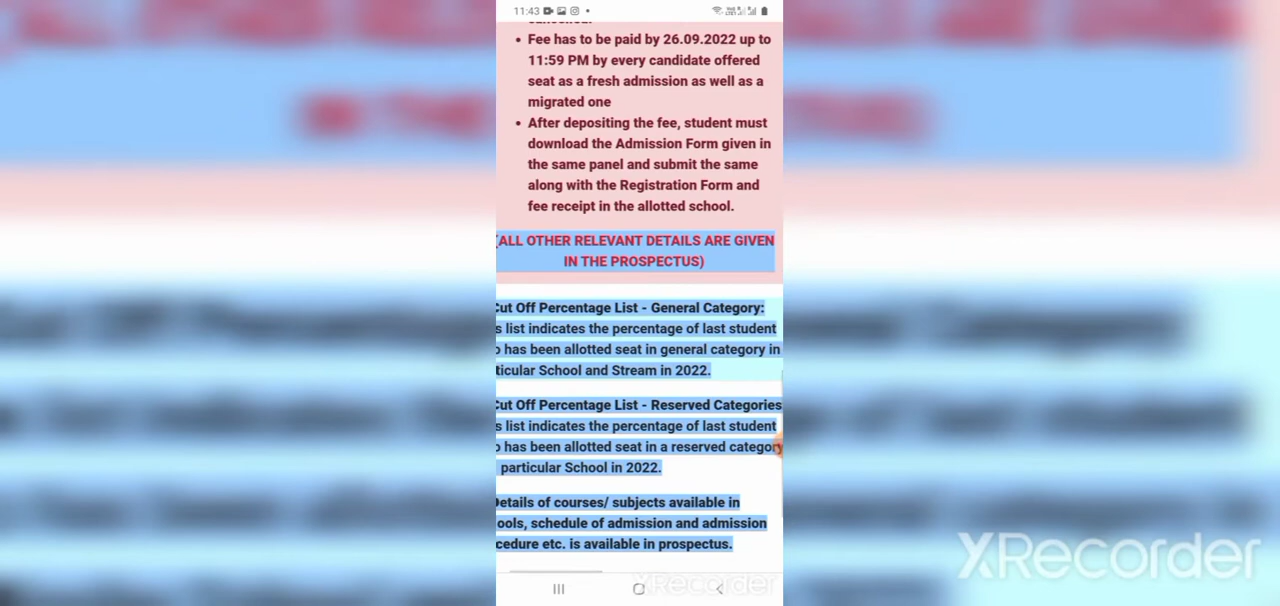 11:43
Fee has to be paid by 26.09.2022 up to
11:59 PM by every candidate offered
seat as a fresh admission as well as a
migrated one
After depositing the fee, student must
download the Admission Form given in
the same panel and submit the same
along with the Registration Form and
fee receipt in the allotted school.
(ALL OTHER RELEVANT DETAILS ARE GIVEN
IN THE PROSPECTUS)
Cut Off Percentage List - General Category:
s list indicates the percentage of last student
o has been allotted seat in general category in
ticular School and Stream in 2022.
Cut Off Percentage List - Reserved Categories
s list indicates the percentage of last student
o has been allotted seat in a reserved category
particular School in 2022.
Details of courses/ subjects available in
ools, schedule of admission and admission
cedure etc. is available in prospectus.
XRecorder
XRecorder